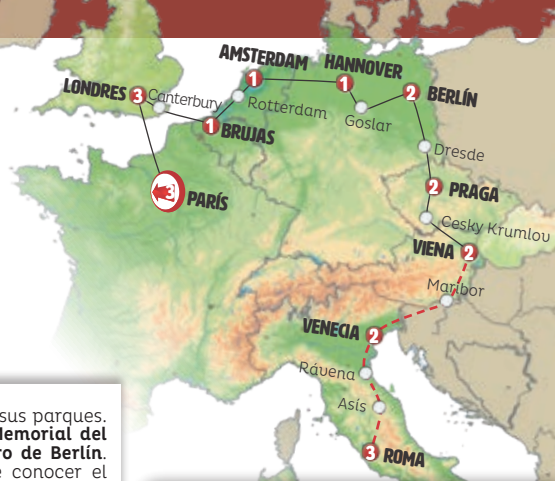 AMSTERDAM
1
HANNOVER
1
LONDRES 3
Canterbury
Rotterdam
2 BERLÍN
Goslar
1 BRUJAS
Dresde
3 PARÍS
2 PRAGA
Cesky Krumlou
VIENA 2
Maribor
VENECIA 2
Rávena
Asís
3 ROMA
sus parques.
Memorial del
ro de Berlín.
e conocer el